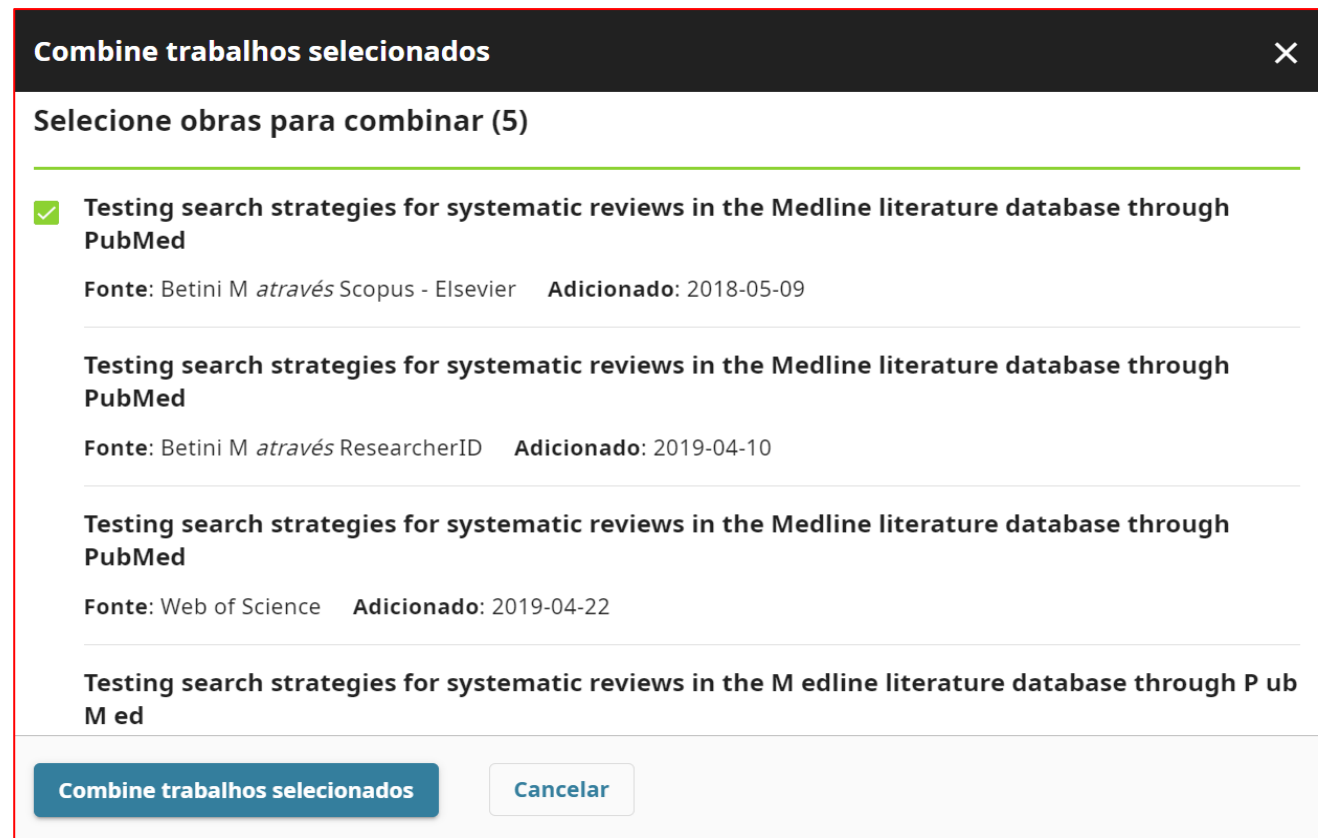 Combine trabalhos selecionados
Selecione obras para combinar (5)
Testing search strategies for systematic reviews in the Medline literature database through
PubMed
Fonte: Betini M através Scopus - Elsevier Adicionado: 2018-05-09
Testing search strategies for systematic reviews in the Medline literature database through
PubMed
Fonte: Betini M através ResearcherID Adicionado: 2019-04-10
Testing search strategies for systematic reviews in the Medline literature database through
PubMed
Fonte: Web of Science Adicionado: 2019-04-22
Testing search strategies for systematic reviews in the M edline literature database through P ub
M ed
Combine trabalhos selecionados Cancelar